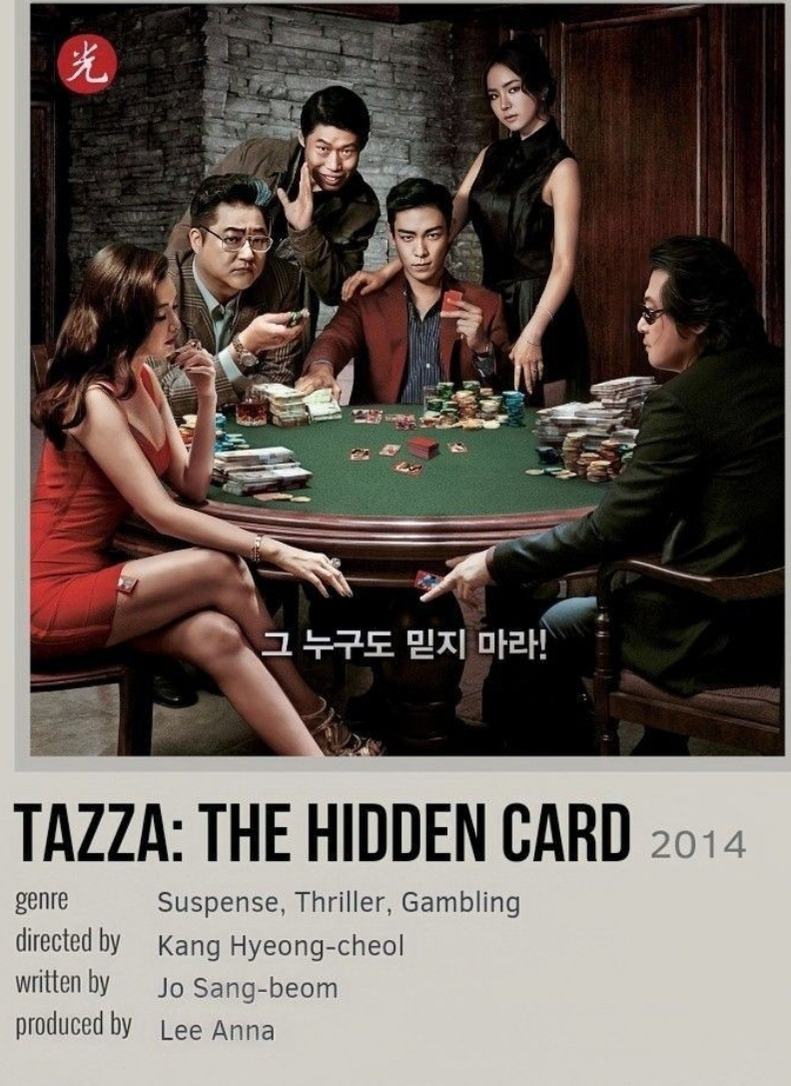 光
그 누구도 믿지 마라!
TAZZA: THE HIDDEN CARD 2014
genre Suspense, Thriller, Gambling
directed by Kang Hyeong-cheol
written by Jo Sang-beom
produced by Lee Anna